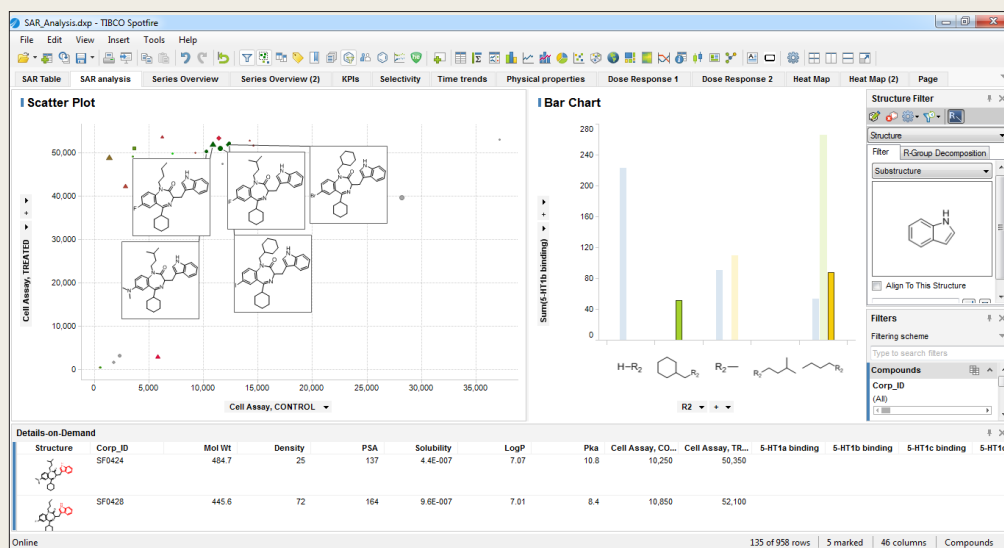 SAR_Analysis.dxp - TIBCO Spotfire
File Edit View Insert Tools Help
SAR Table SAR analysis Series Overview Series Overview (2) KPIs Selectivity Time trends Physical properties Dose Response 1 Dose Response 2 Heat Map Heat Map (2) Page
Scatter Plot
50,000
40,000
30,000
20,000
10,000
0
Cell Assay, TREATED
0 5,000 10,000 15,000 20,000 25,000 30,000 35,000
Cell Assay, CONTROL
Bar Chart
280
240
200
160
120
80
40
0
Sum(5-HT1b binding)
H–R2 R2 R2— R2 R2
R2
Structure Filter
Structure
Filter R-Group Decomposition
Substructure
H
N
Align To This Structure
Filters
Filtering scheme
Type to search filters
Compounds
Corp_ID
(All)
Details-on-Demand
Structure Corp_ID Mol Wt Density PSA Solubility LogP Pka Cell Assay, CO... Cell Assay, TR... 5-HT1a binding 5-HT1b binding 5-HT1c binding 5-HT1c
SF0424 484.7 25 137 4.4E-007 7.07 10.8 10,250 50,350
SF0428 445.6 72 164 9.6E-007 7.01 8.4 10,850 52,100
Online 135 of 958 rows 5 marked 46 columns Compounds